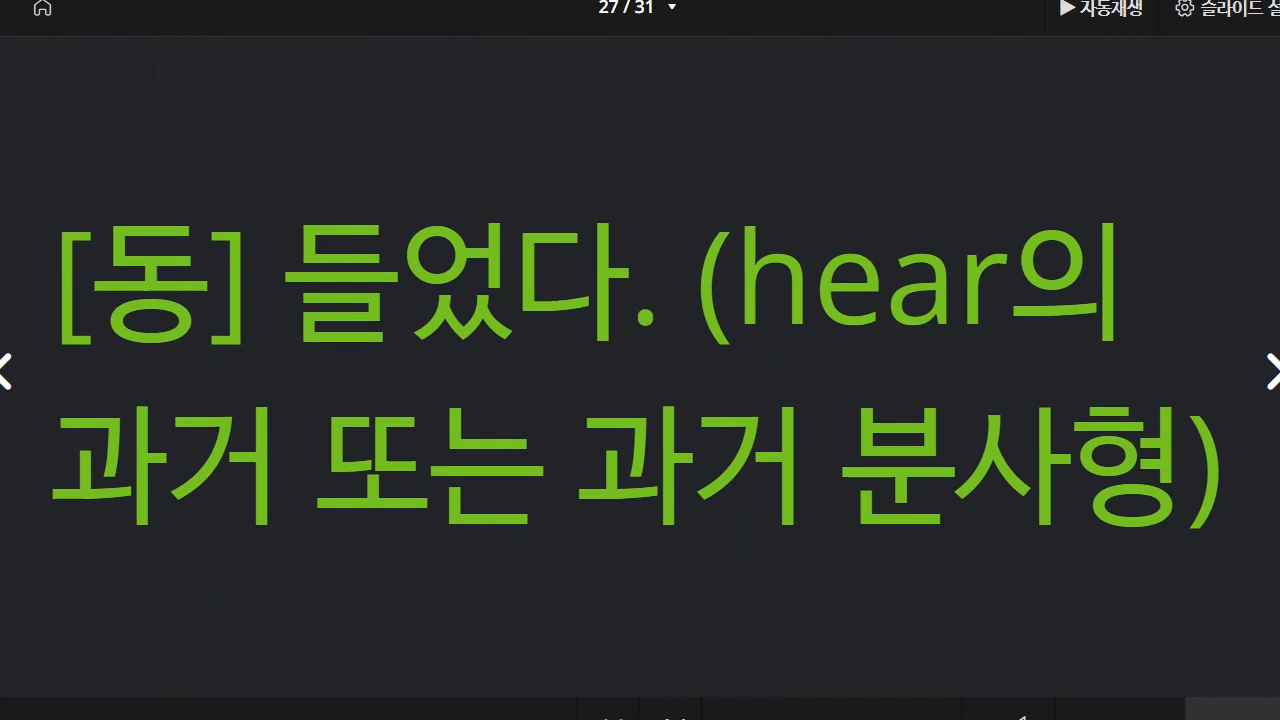 27 / 31
자동재생
슬라이드
[동] 들었다. (hear의
과거 또는 과거 분사형)